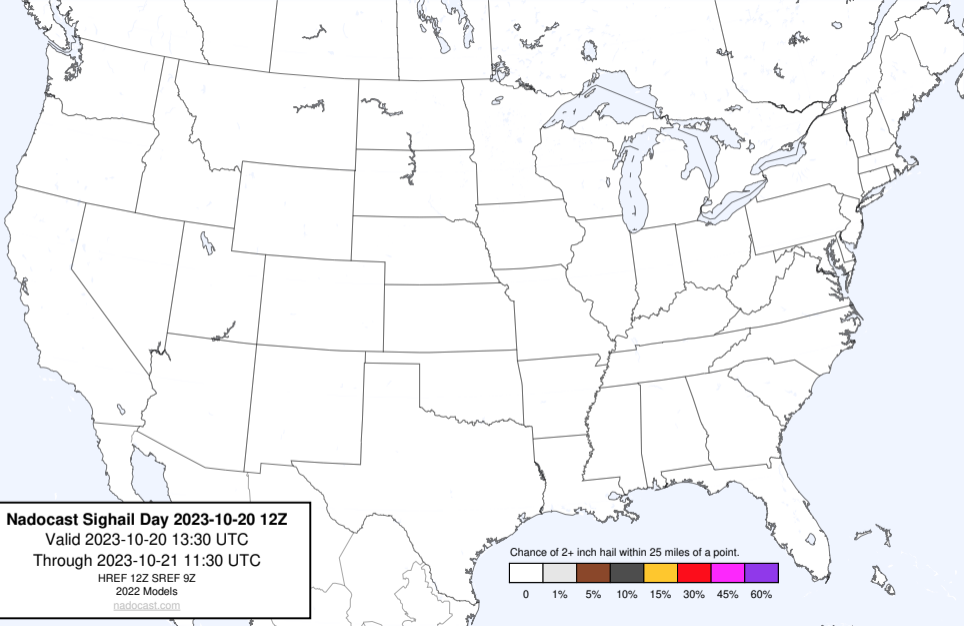 Nadocast Sighail Day 2023-10-20 12Z
Valid 2023-10-20 13:30 UTC
Through 2023-10-21 11:30 UTC
HREF 12Z SREF 9Z
2022 Models
nadocast.com
Chance of 2+ inch hail within 25 miles of a point.
0 1% 5% 10% 15% 30% 45% 60%